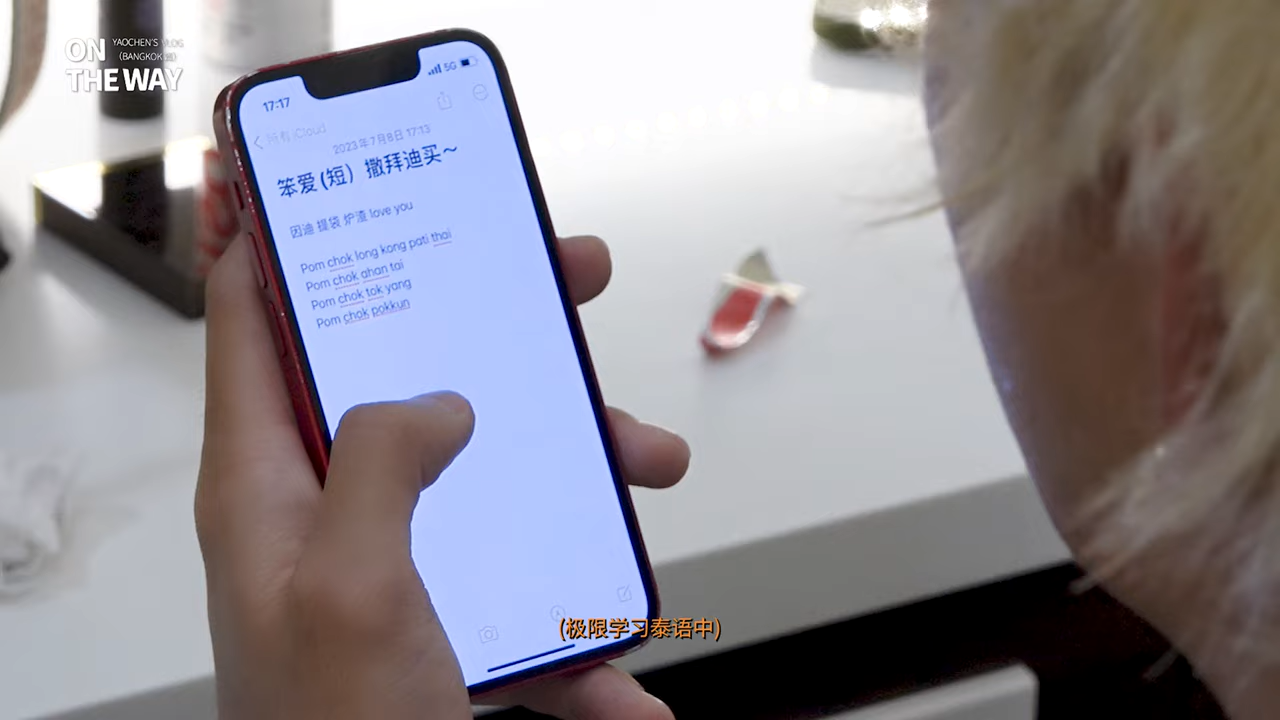 ON
THE WAY
YAOCHEN'S VLOG
(BANGKOK
17:17
5G
所有 iCloud
2023年7月8日 17:13
笨爱(短) 撒拜迪买~
因迪 提袋 炉渣 love you
Pom chok long kong pati thai
Pom chok ahan tai
Pom chok tok yang
Pom chok pokkun
(极限学习泰语中)